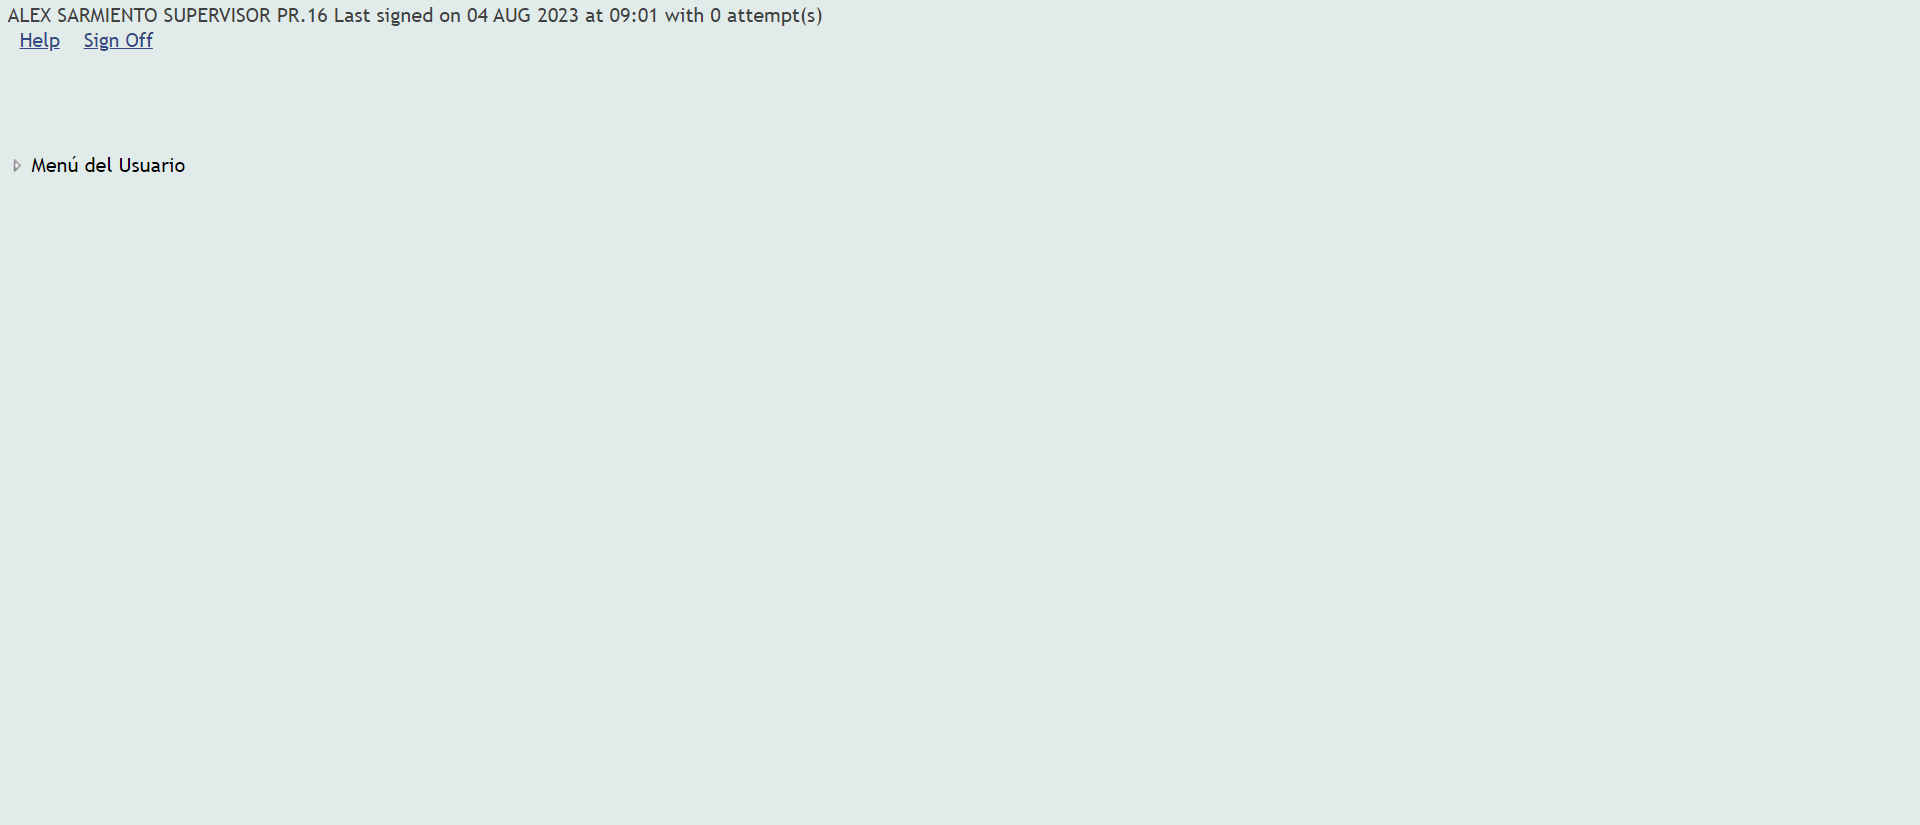 ALEX SARMIENTO SUPERVISOR PR.16 Last signed on 04 AUG 2023 at 09:01 with 0 attempt(s)
Help Sign Off
Menú del Usuario